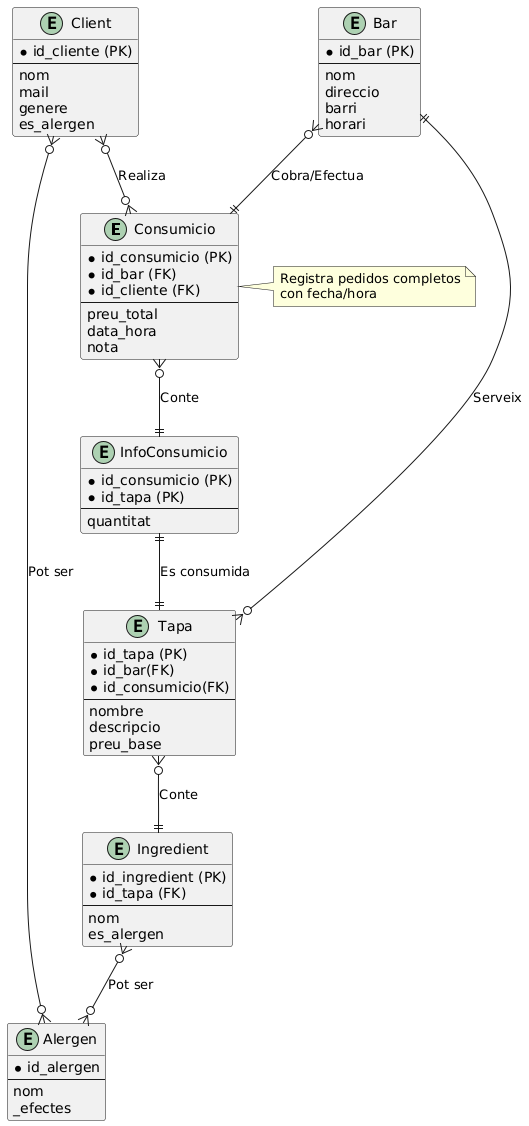 E Client
* id_cliente (PK)
nom
mail
genere
es_alergen
E Bar
* id_bar (PK)
nom
direccio
barri
horari
Realiza
Cobra/Efectua
E Consumicio
* id_consumicio (PK)
* id_bar (FK)
* id_cliente (FK)
preu_total
data_hora
nota
Registra pedidos completos
con fecha/hora
Conte
Serveix
E InfoConsumicio
* id_consumicio (PK)
* id_tapa (PK)
quantitat
Pot ser
Es consumida
E Tapa
* id_tapa (PK)
* id_bar(FK)
* id_consumicio(FK)
nombre
descripcio
preu_base
Conte
E Ingredient
* id_ingredient (PK)
* id_tapa (FK)
nom
es_alergen
Pot ser
E Alergen
* id_alergen
nom
_efectes